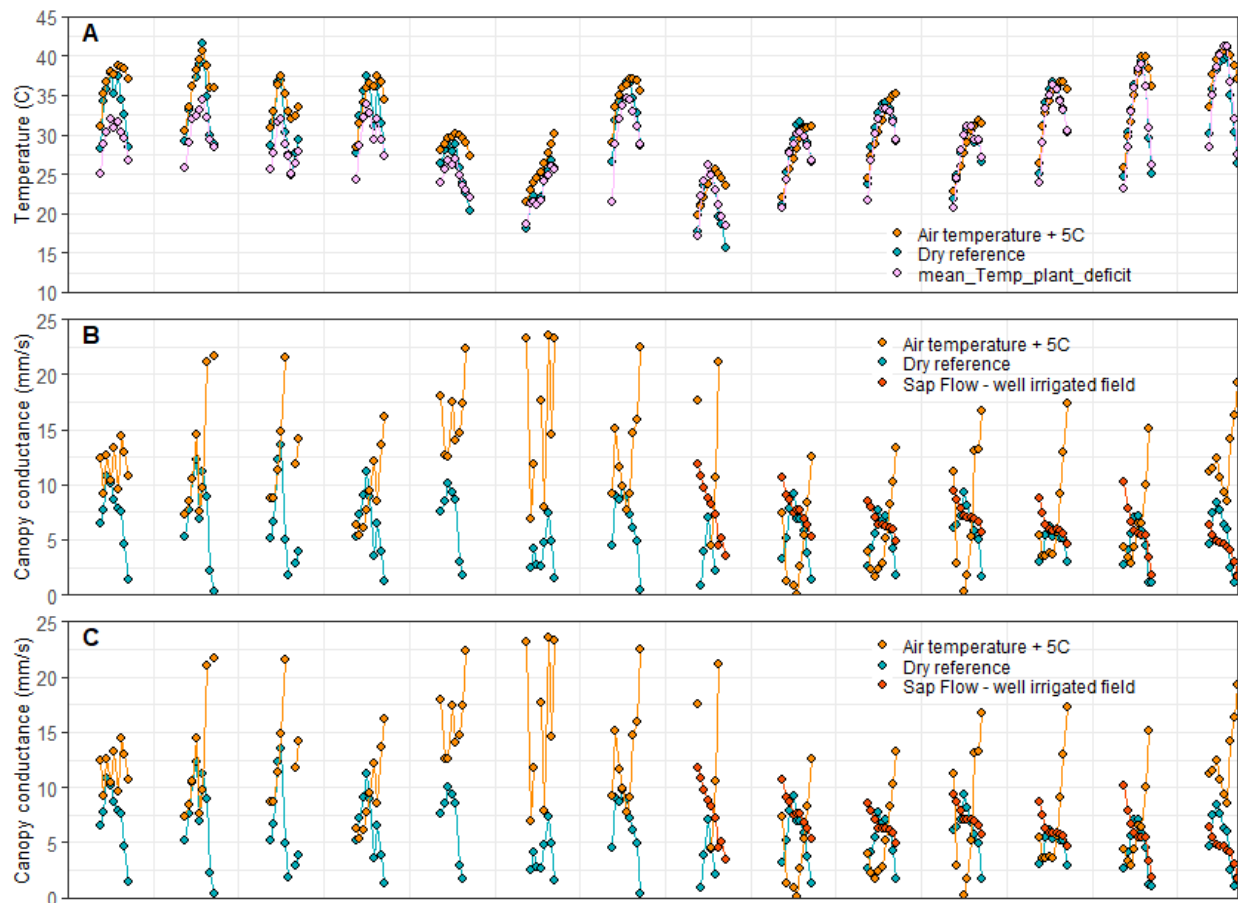 A
Temperature (C)
45
40
35
30
25
20
15
10
Air temperature + 5C
Dry reference
mean_Temp_plant_deficit
B
Canopy conductance (mm/s)
25
20
15
10
5
0
Air temperature + 5C
Dry reference
Sap Flow - well irrigated field
C
Canopy conductance (mm/s)
25
20
15
10
5
0
Air temperature + 5C
Dry reference
Sap Flow - well irrigated field